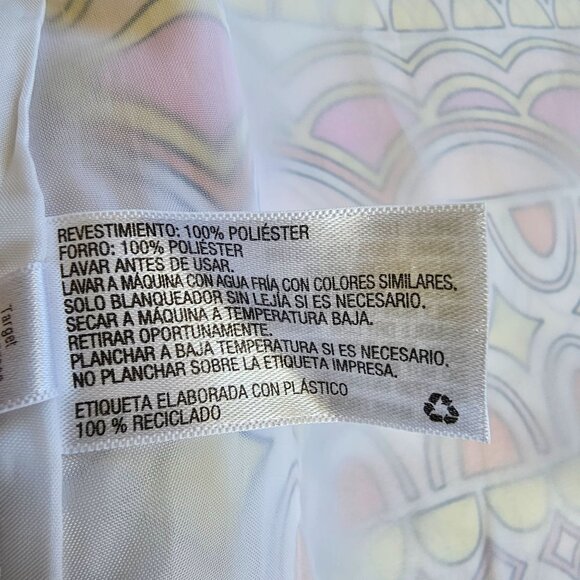 REVESTIMIENTO: 100% POLIÉSTER
FORRO: 100% POLIÉSTER
LAVAR ANTES DE USAR.
LAVAR A MÁQUINA CON AGUA FRÍA CON COLORES SIMILARES.
SOLO BLANQUEADOR SIN LEJÍA SI ES NECESARIO.
SECAR A MÁQUINA A TEMPERATURA BAJA.
RETIRAR OPORTUNAMENTE.
PLANCHAR A BAJA TEMPERATURA SI ES NECESARIO.
NO PLANCHAR SOBRE LA ETIQUETA IMPRESA.
ETIQUETA ELABORADA CON PLÁSTICO
100 % RECICLADO
Target